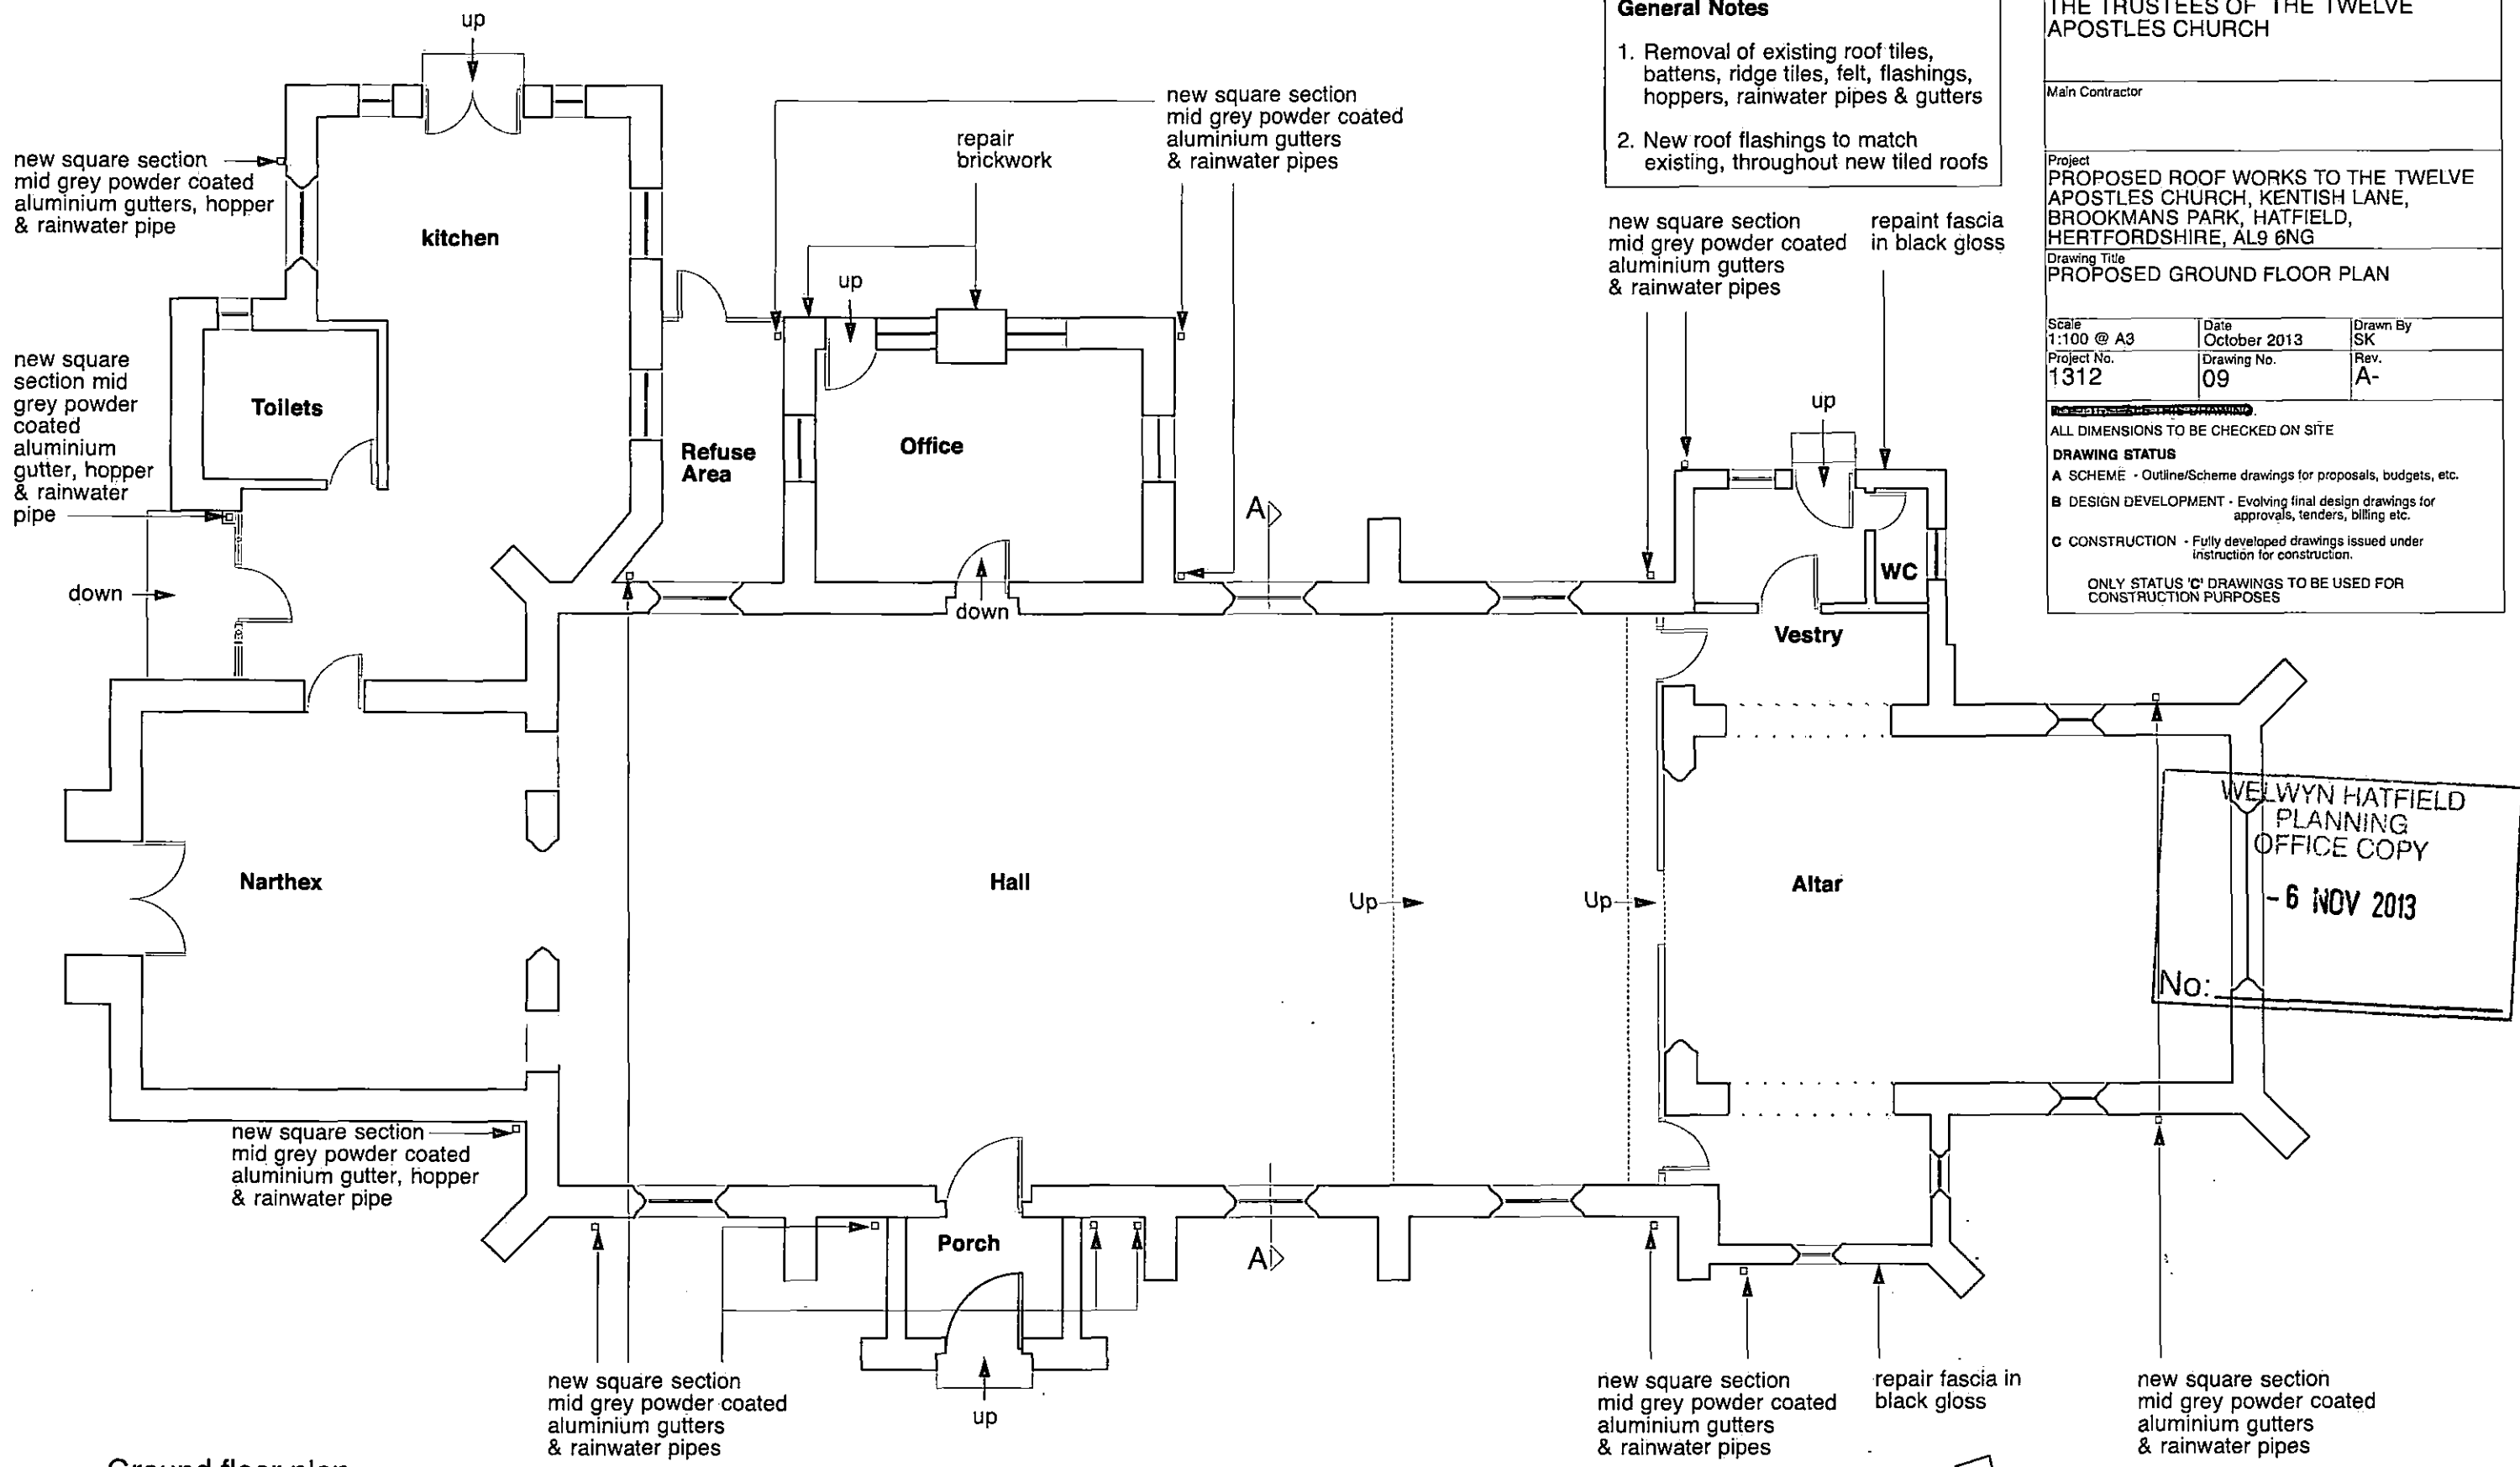 up
new square section
mid grey powder coated
aluminium gutters, hopper
& rainwater pipe
kitchen
new square
section mid
grey powder
coated
aluminium
gutter, hopper
& rainwater
pipe
Toilets
down
repair
brickwork
new square section
mid grey powder coated
aluminium gutters
& rainwater pipes
up
Refuse
Area
Office
down
A
General Notes
1. Removal of existing roof tiles,
battens, ridge tiles, felt, flashings,
hoppers, rainwater pipes & gutters
2. New roof flashings to match
existing, throughout new tiled roofs
new square section
mid grey powder coated
aluminium gutters
& rainwater pipes
repaint fascia
in black gloss
up
WC
Vestry
THE TRUSTEES OF THE TWELVE
APOSTLES CHURCH
Main Contractor
Project
PROPOSED ROOF WORKS TO THE TWELVE
APOSTLES CHURCH, KENTISH LANE,
BROOKMANS PARK, HATFIELD,
HERTFORDSHIRE, AL9 6NG
Drawing Title
PROPOSED GROUND FLOOR PLAN
Scale
1:100 @ A3
Date
October 2013
Drawn By
SK
Project No.
1312
Drawing No.
09
Rev.
A-
ALL DIMENSIONS TO BE CHECKED ON SITE
DRAWING STATUS
A SCHEME - Outline/Scheme drawings for proposals, budgets, etc.
B DESIGN DEVELOPMENT - Evolving final design drawings for
approvals, tenders, billing etc.
C CONSTRUCTION - Fully developed drawings issued under
instruction for construction.
ONLY STATUS 'C' DRAWINGS TO BE USED FOR
CONSTRUCTION PURPOSES
Narthex
Hall
Up
Up
Altar
WELWYN HATFIELD
PLANNING
OFFICE COPY
- 6 NOV 2013
No:
new square section
mid grey powder coated
aluminium gutter, hopper
& rainwater pipe
Porch
A
up
new square section
mid grey powder coated
aluminium gutters
& rainwater pipes
new square section
mid grey powder coated
aluminium gutters
& rainwater pipes
repair fascia in
black gloss
new square section
mid grey powder coated
aluminium gutters
& rainwater pipes
Ground floor plan